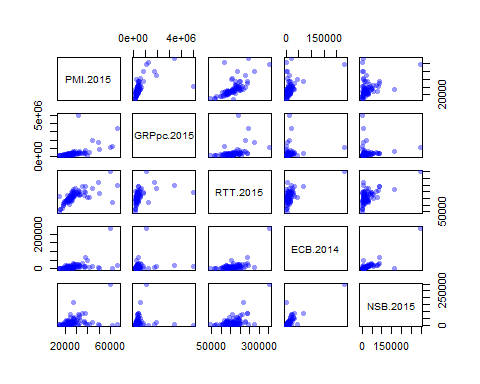 0e+00 4e+06 0 150000
PMI.2015
20000
0e+00 5e+06
GRPpc.2015
RTT.2015
50000
0 200000
ECB.2014
NSB.2015
0 250000
20000 60000 50000 300000 0 150000